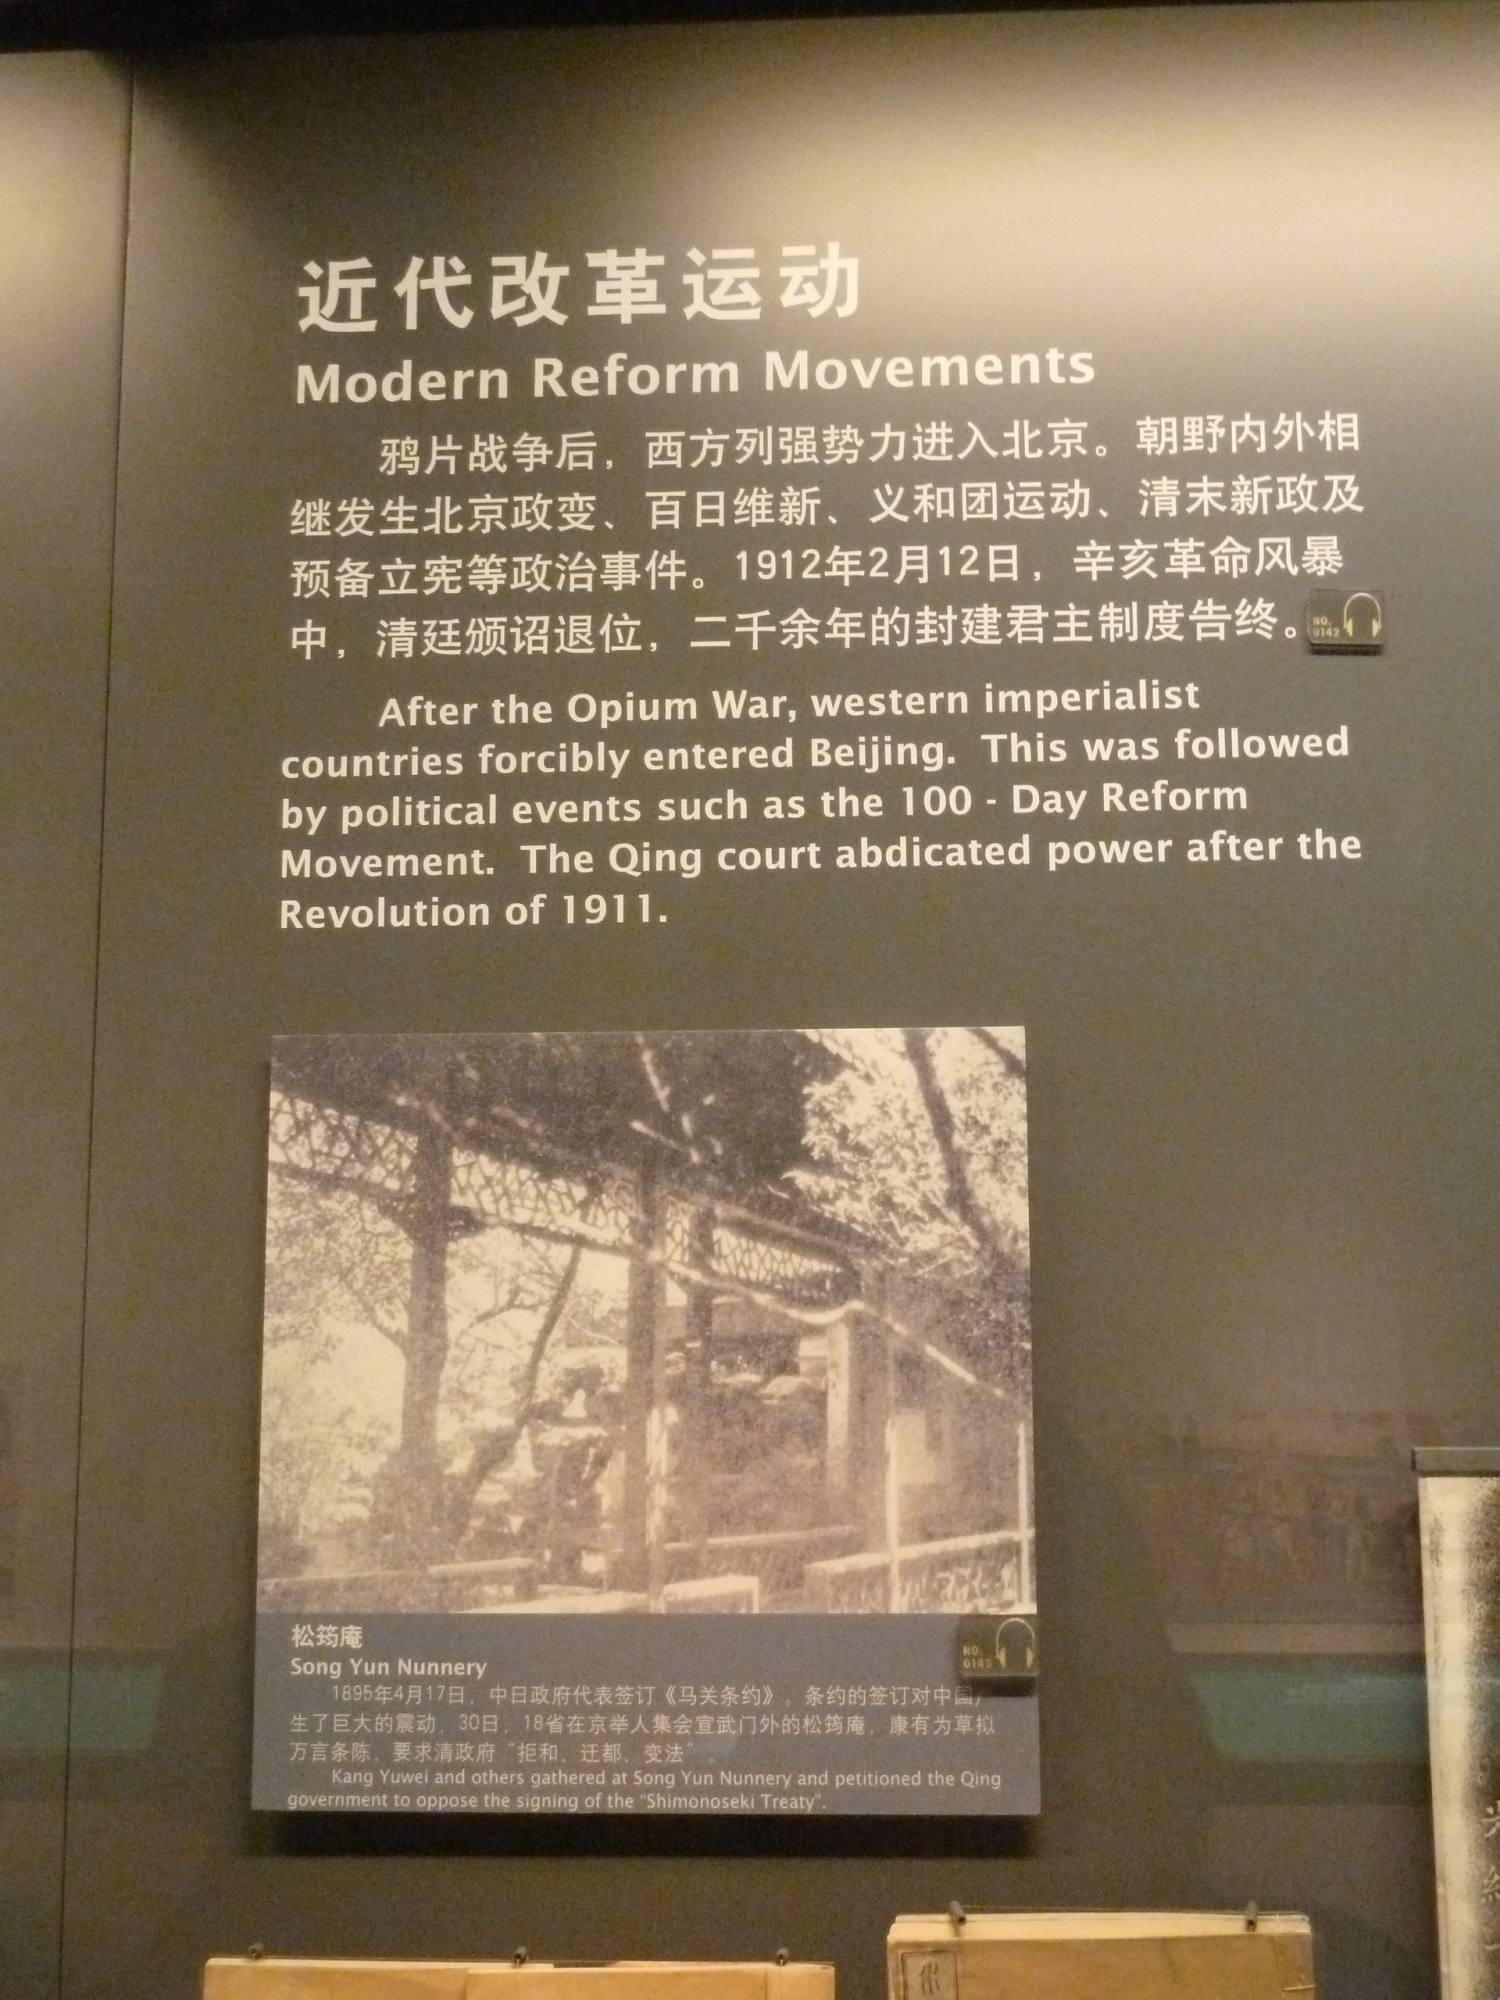 近代改革运动
Modern Reform Movements
鸦片战争后，西方列强势力进入北京。朝野内外相
继发生北京政变、百日维新、义和团运动、清末新政及
预备立宪等政治事件。1912年2月12日，辛亥革命风暴
中，清廷颁诏退位，二千余年的封建君主制度告终。
NO.
0142
After the Opium War, western imperialist
countries forcibly entered Beijing. This was followed
by political events such as the 100 - Day Reform
Movement. The Qing court abdicated power after the
Revolution of 1911.
松筠庵
Song Yun Nunnery
NO.
0143
1895年4月17日，中日政府代表签订《马关条约》。条约的签订对中国产
生了巨大的震动，30日，18省在京举人集会宣武门外的松筠庵，康有为草拟
万言条陈，要求清政府“拒和、迁都、变法”。
Kang Yuwei and others gathered at Song Yun Nunnery and petitioned the Qing
government to oppose the signing of the "Shimonoseki Treaty".